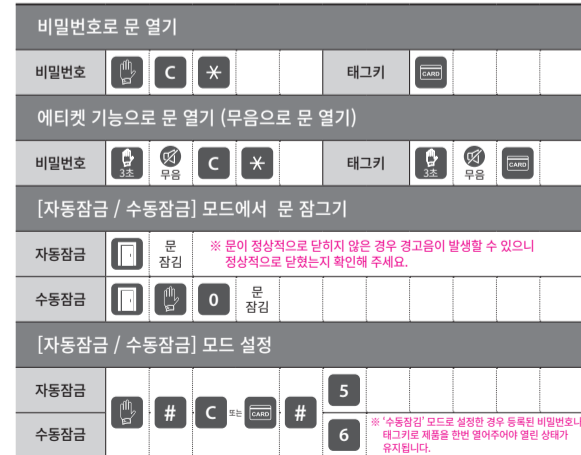 비밀번호로 문 열기
비밀번호 C * 태그키 CARD
에티켓 기능으로 문 열기 (무음으로 문 열기)
비밀번호 3초 무음 C * 태그키 3초 무음 CARD
[자동잠금 / 수동잠금] 모드에서 문 잠그기
자동잠금 문 잠김 ※ 문이 정상적으로 닫히지 않은 경우 경고음이 발생할 수 있으니
정상적으로 닫혔는지 확인해 주세요.
수동잠금 0 문 잠김
[자동잠금 / 수동잠금] 모드 설정
자동잠금 # C 또는 CARD # 5
수동잠금 6 ※ ‘수동잠김’ 모드로 설정한 경우 등록된 비밀번호나
태그키로 제품을 한번 열어주어야 열린 상태가
유지됩니다.